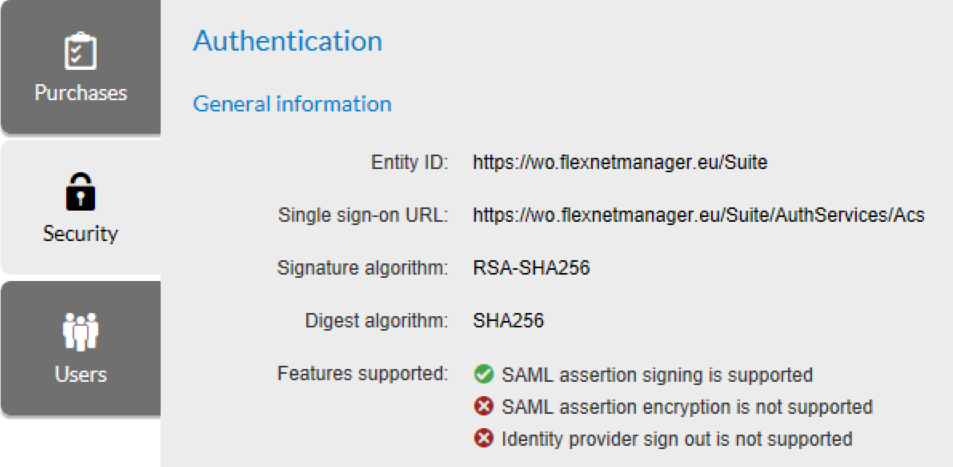 Purchases
Security
Users
Authentication
General information
Entity ID: https://wo.flexnetmanager.eu/Suite
Single sign-on URL: https://wo.flexnetmanager.eu/Suite/AuthServices/Acs
Signature algorithm: RSA-SHA256
Digest algorithm: SHA256
Features supported: SAML assertion signing is supported
SAML assertion encryption is not supported
Identity provider sign out is not supported